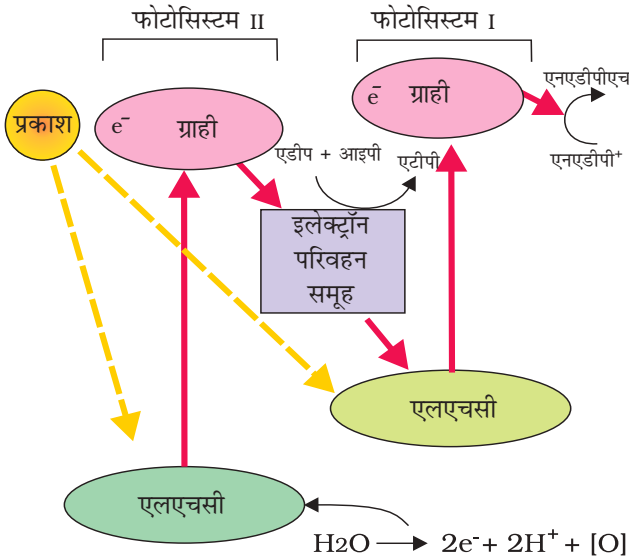 फोटोसिस्टम II
फोटोसिस्टम I
प्रकाश
e⁻ ग्राही
e⁻ ग्राही
एनएडीपीएच
एनएडीपी⁺
एडीप + आइपी
एटीपी
इलेक्ट्रॉन
परिवहन
समूह
एलएचसी
एलएचसी
H2O → 2e⁻ + 2H⁺ + [O]